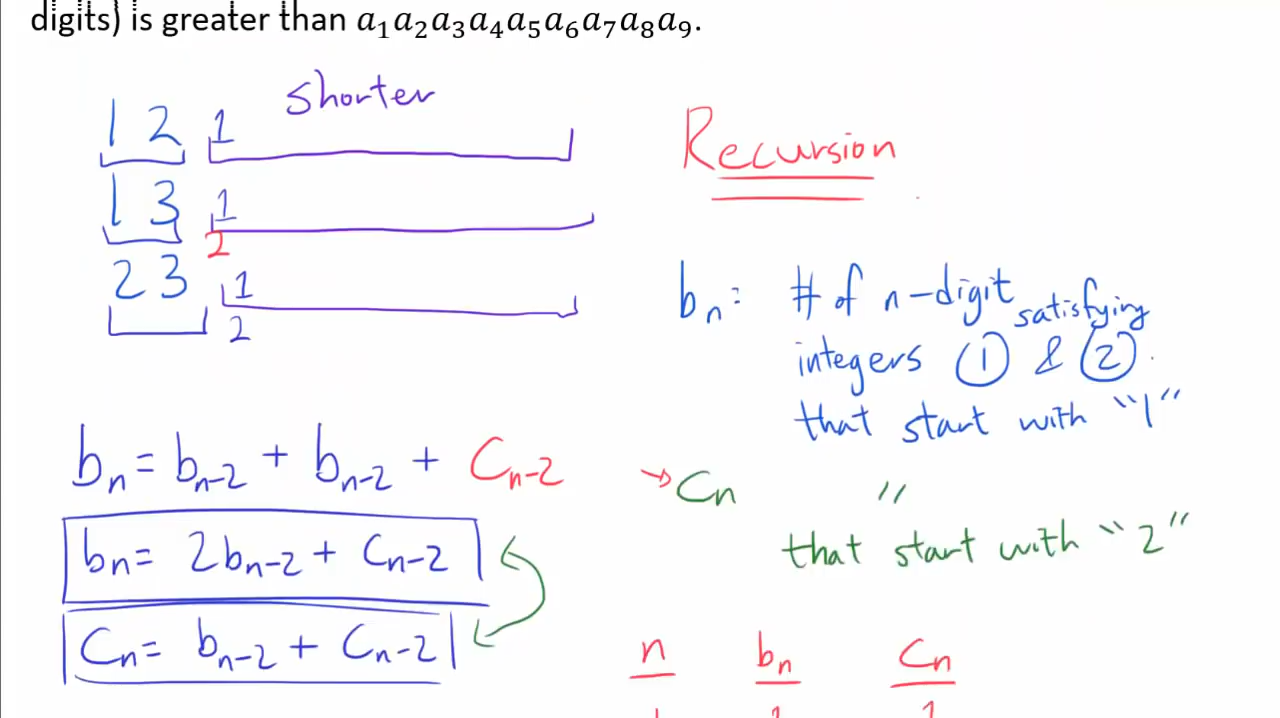 digits) is greater than a₁a₂a₃a₄a₅a₆a₇a₈a₉.
shorter
1 2 1
1 3 1
2
2 3 1
2
Recursion
bₙ = # of n-digit satisfying
integers ① & ②.
that start with "1"
→ Cₙ "
that start with "2"
bₙ = bₙ₋₂ + bₙ₋₂ + Cₙ₋₂
bₙ = 2bₙ₋₂ + Cₙ₋₂
Cₙ = bₙ₋₂ + Cₙ₋₂
n bₙ Cₙ